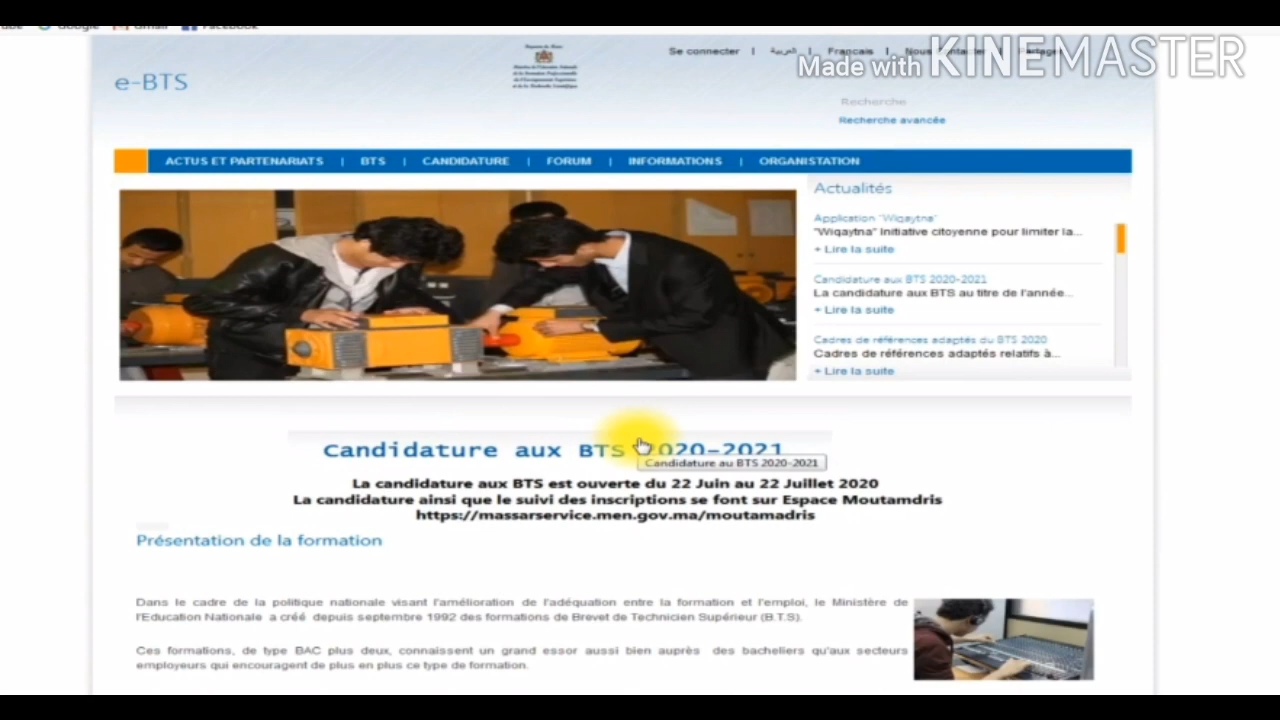 Google
Gmail
Facebook
Made with KINEMASTER
Se connecter | العربية | Français |
e-BTS
Recherche
Recherche avancée
ACTUS ET PARTENARIATS | BTS | CANDIDATURE | FORUM | INFORMATIONS | ORGANISTATION
Actualités
Application "Wiqaytna"
"Wiqaytna" Initiative citoyenne pour limiter la...
+ Lire la suite
Candidature aux BTS 2020-2021
La candidature aux BTS au titre de l'année...
+ Lire la suite
Cadres de références adaptés du BTS 2020
Cadres de références adaptés relatifs à...
+ Lire la suite
Candidature aux BTS 2020-2021
Candidature au BTS 2020-2021
La candidature aux BTS est ouverte du 22 Juin au 22 Juillet 2020
La candidature ainsi que le suivi des inscriptions se font sur Espace Moutamdris
https://massarservice.men.gov.ma/moutamadris
Présentation de la formation
Dans le cadre de la politique nationale visant l'amélioration de l'adéquation entre la formation et l'emploi, le Ministère de
l'Education Nationale a créé depuis septembre 1992 des formations de Brevet de Technicien Supérieur (B.T.S).
Ces formations, de type BAC plus deux, connaissent un grand essor aussi bien auprès des bacheliers qu'aux secteurs
employeurs qui encouragent de plus en plus ce type de formation.